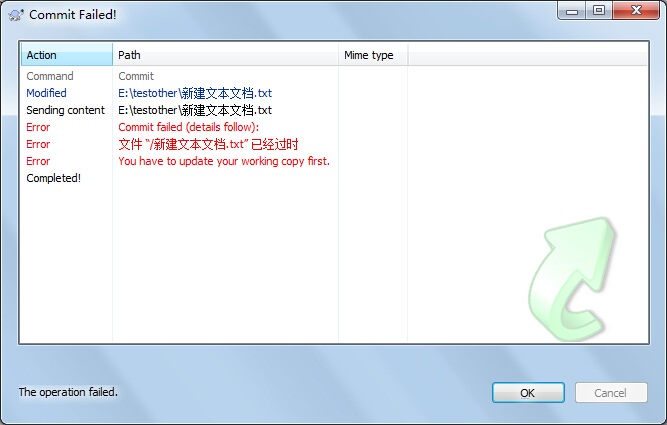 Commit Failed!
Action Path Mime type
Command Commit
Modified E:\testother\新建文本文档.txt
Sending content E:\testother\新建文本文档.txt
Error Commit failed (details follow):
Error 文件 “/新建文本文档.txt” 已经过时
Error You have to update your working copy first.
Completed!
The operation failed.
OK Cancel